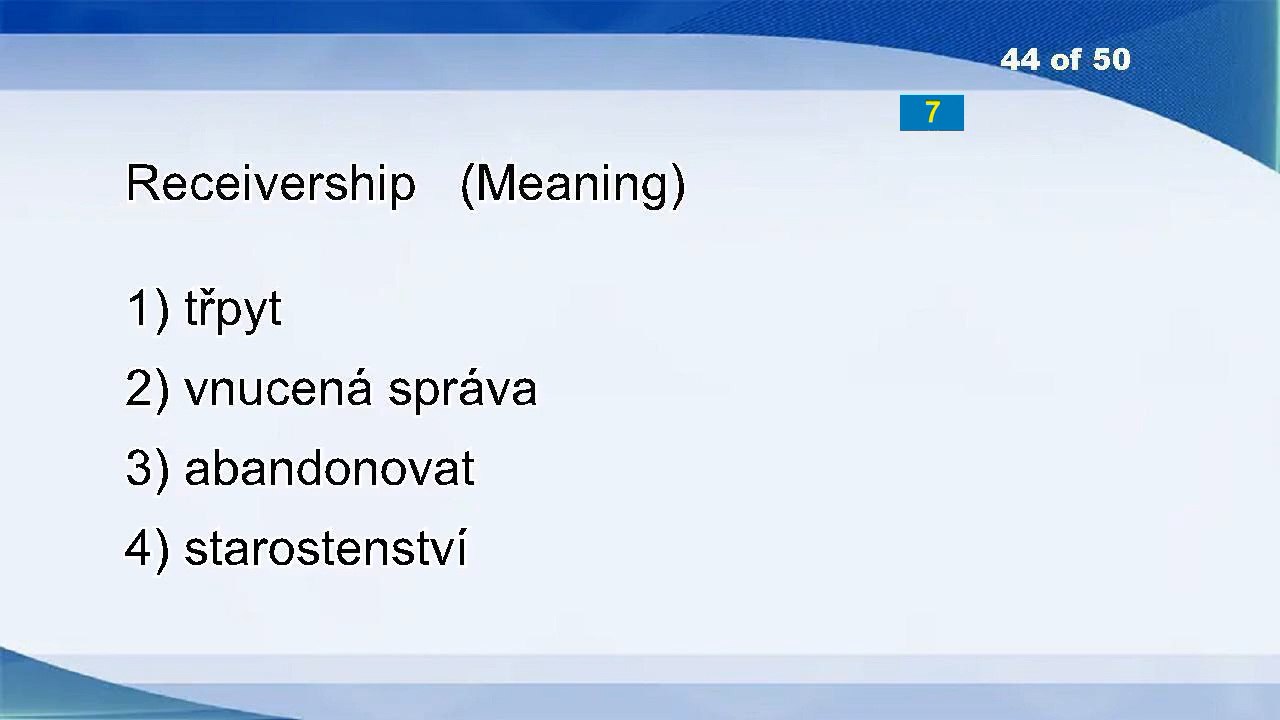 44 of 50
7
Receivership (Meaning)
1) třpyt
2) vnucená správa
3) abandonovat
4) starostenství